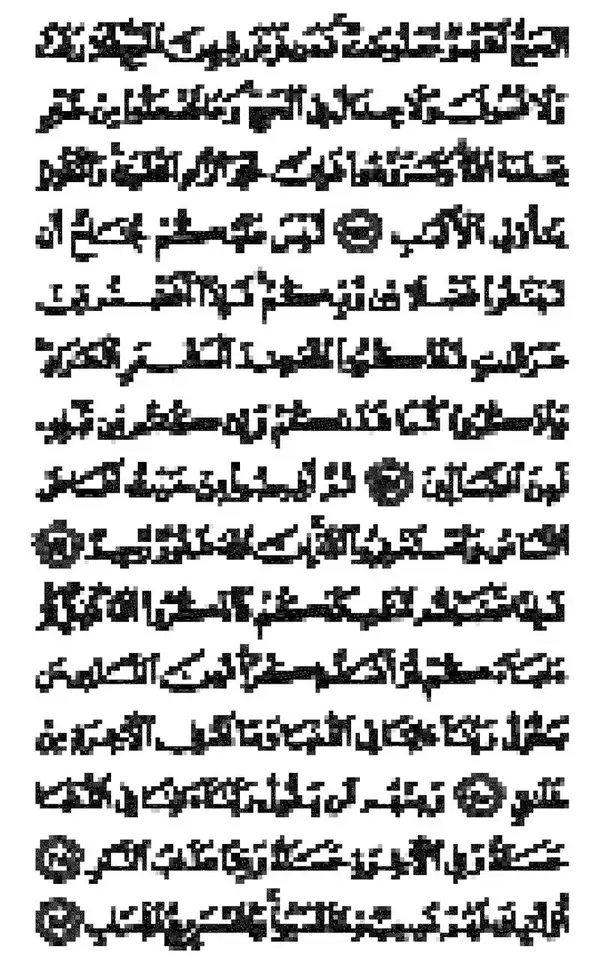 الحج أشهر معلومات فمن فرض فيهن الحج فلا رفث
ولا فسوق ولا جدال في الحج وما تفعلوا من خير
يعلمه الله وتزودوا فإن خير الزاد التقوى واتقون
يا أولي الألباب ليس عليكم جناح أن
تبتغوا فضلا من ربكم فإذا أفضتم من
عرفات فاذكروا الله عند المشعر الحرام
واذكروه كما هداكم وإن كنتم من قبله
لمن الضالين ثم أفيضوا من حيث أفاض
الناس واستغفروا الله إن الله غفور رحيم
فإذا قضيتم مناسككم فاذكروا الله كذكركم
آباءكم أو أشد ذكرا فمن الناس من
يقول ربنا آتنا في الدنيا وما له في الآخرة من
خلاق ومنهم من يقول ربنا آتنا في الدنيا
حسنة وفي الآخرة حسنة وقنا عذاب النار
أولئك لهم نصيب مما كسبوا والله سريع الحساب